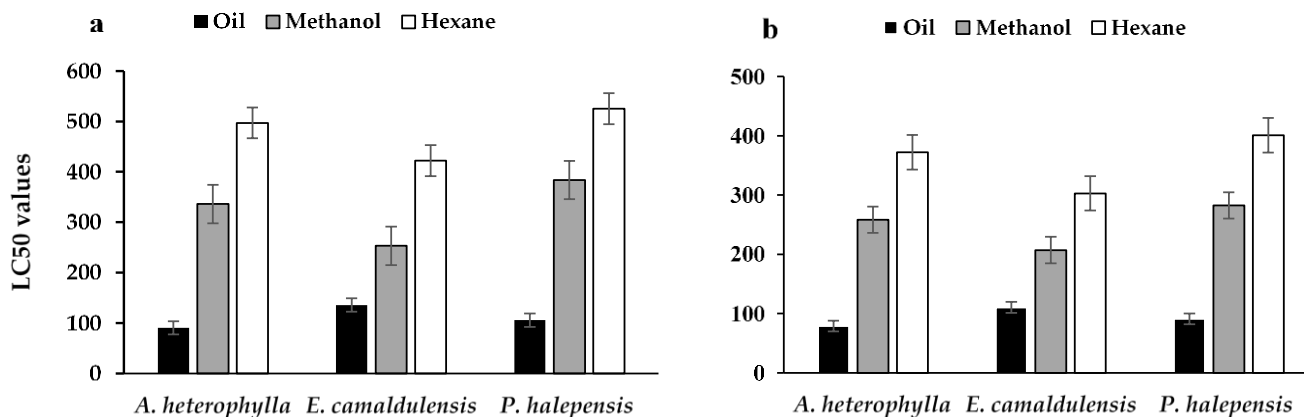 a
Oil Methanol Hexane
LC50 values
600
500
400
300
200
100
0
A. heterophylla E. camaldulensis P. halepensis
b
Oil Methanol Hexane
500
400
300
200
100
0
A. heterophylla E. camaldulensis P. halepensis